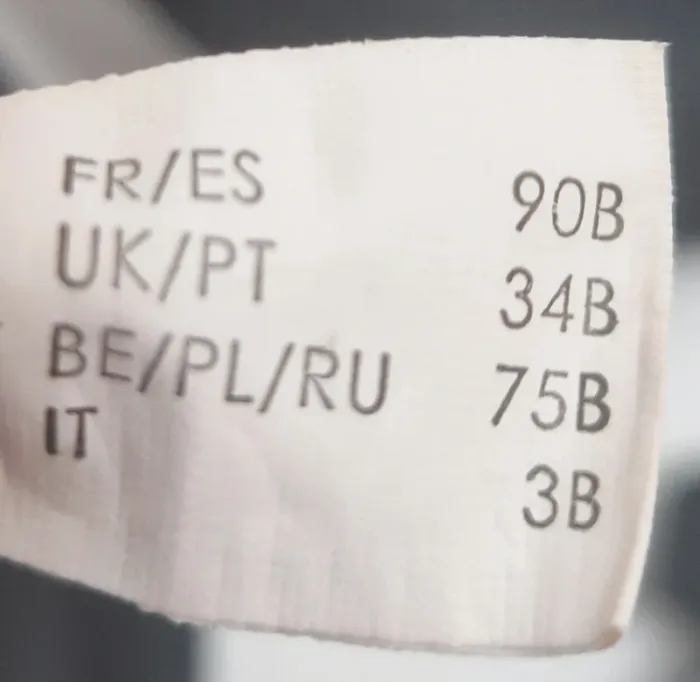 FR/ES 90B
UK/PT 34B
BE/PL/RU 75B
IT 3B